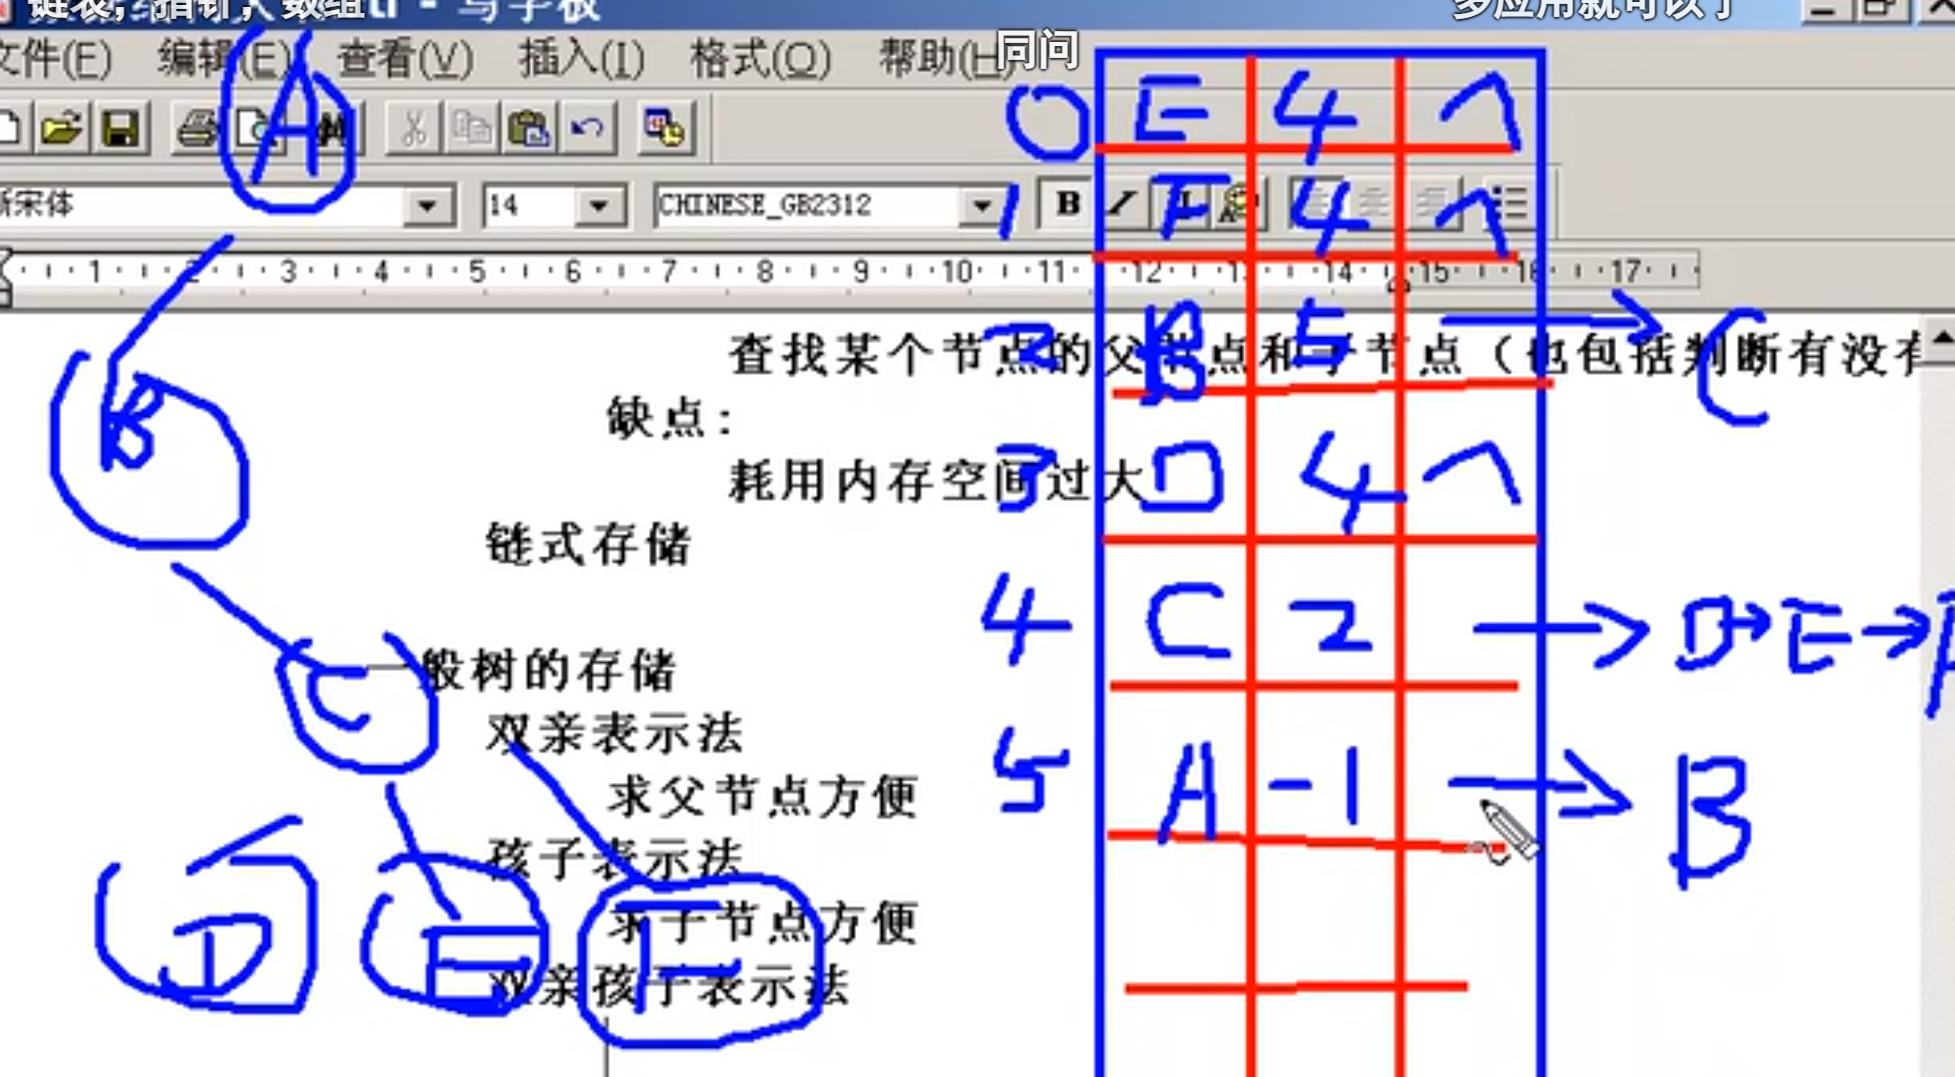 链表, 指针, 数组 - 写字板 多应用就可以了
文件(F) 编辑(E) 查看(V) 插入(I) 格式(O) 帮助(H) 同问
新宋体 14 CHINESE_GB2312 B
1 3 4 5 6 7 8 9 10 11 12 13 14 15 16 17
查找某个节点的父节点和子节点（也包括判断有没有
缺点：
耗用内存空间过大
链式存储
一般树的存储
双亲表示法
求父节点方便
孩子表示法
求子节点方便
双亲孩子表示法
A
B
C
D E F
0 E 4 ^
1 F 4 ^
2 B 5 → C
3 D 4 ^
4 C 2 → D → E →
5 A -1 → B